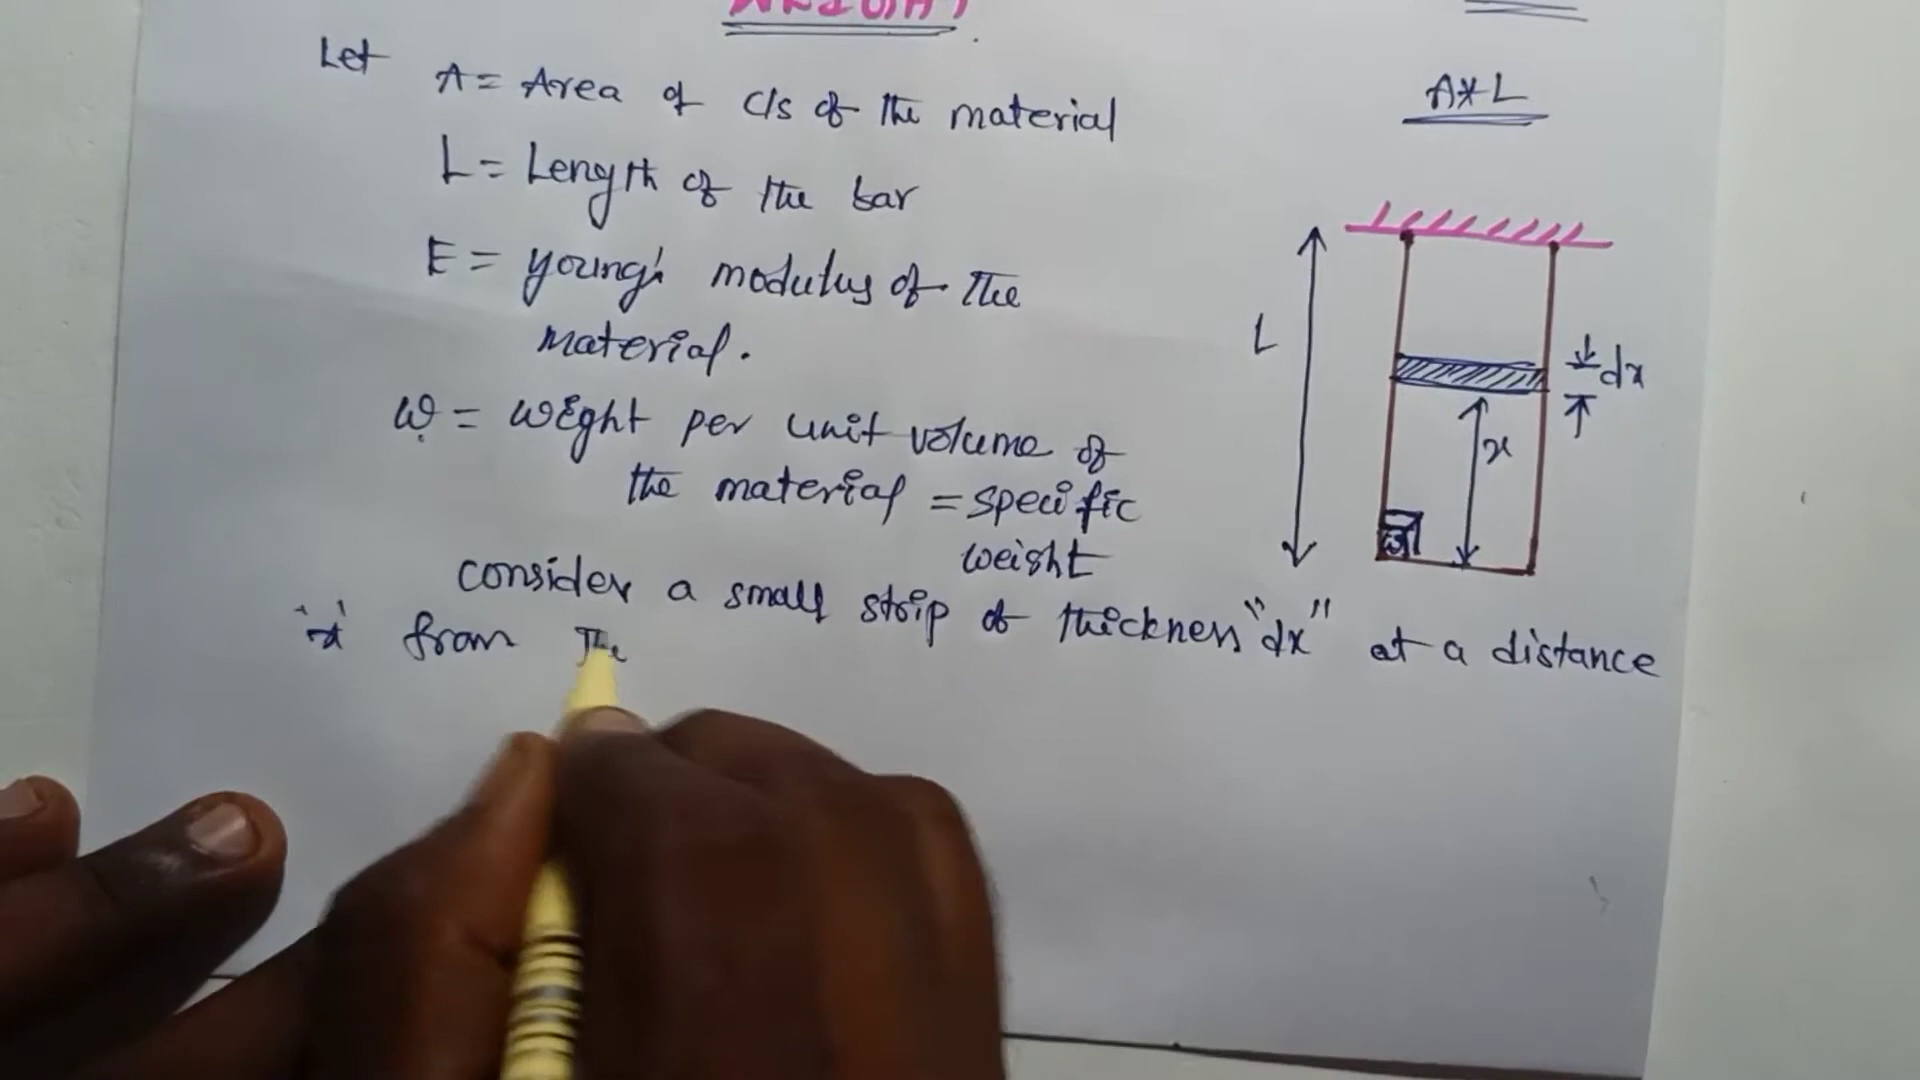 WEIGHT
Let
A = Area of c/s of the material
A*L
L = Length of the bar
E = young's modulus of the
material.
L
dx
x
ω = weight per unit volume of
the material = specific
weight
ω
consider a small strip of thickness "dx" at a distance
'x' from the